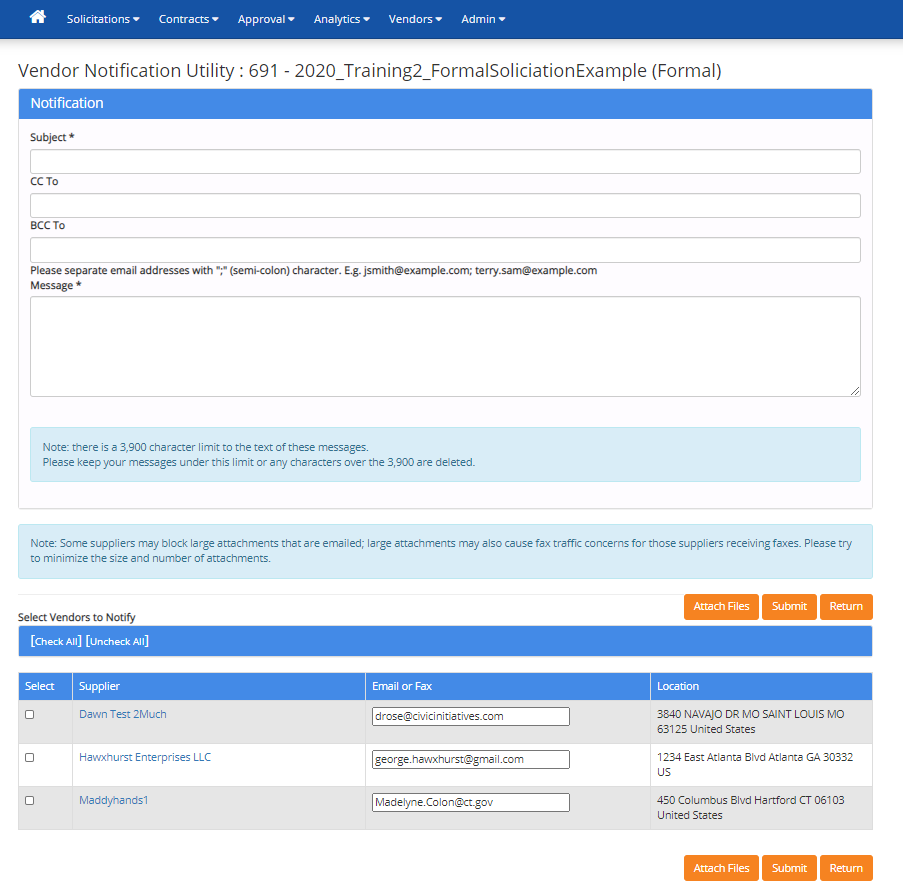 Solicitations Contracts Approval Analytics Vendors Admin
Vendor Notification Utility : 691 - 2020_Training2_FormalSoliciationExample (Formal)
Notification
Subject *
CC To
BCC To
Please separate email addresses with ";" (semi-colon) character. E.g. jsmith@example.com; terry.sam@example.com
Message *
Note: there is a 3,900 character limit to the text of these messages.
Please keep your messages under this limit or any characters over the 3,900 are deleted.
Note: Some suppliers may block large attachments that are emailed; large attachments may also cause fax traffic concerns for those suppliers receiving faxes. Please try
to minimize the size and number of attachments.
Attach Files Submit Return
Select Vendors to Notify
[Check All] [Uncheck All]
Select Supplier Email or Fax Location
Dawn Test 2Much drose@civicinitiatives.com 3840 NAVAJO DR MO SAINT LOUIS MO
63125 United States
Hawxhurst Enterprises LLC george.hawxhurst@gmail.com 1234 East Atlanta Blvd Atlanta GA 30332
US
Maddyhands1 Madelyne.Colon@ct.gov 450 Columbus Blvd Hartford CT 06103
United States
Attach Files Submit Return